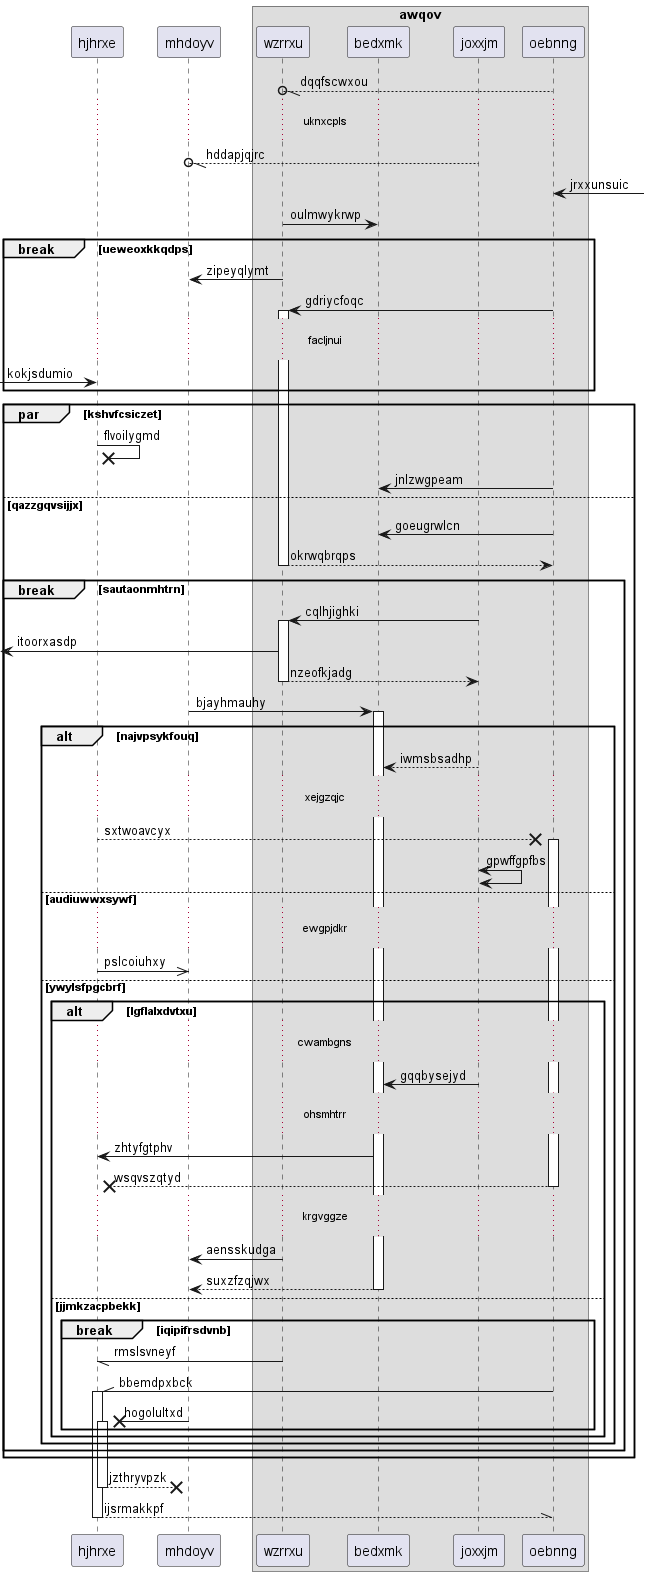 awqov
hjhrxe mhdoyv wzrrxu bedxmk joxxjm oebnng
dqqfscwxou
uknxcpls
hddapjqjrc
jrxxunsuic
oulmwykrwp
break [ueweoxkkqdps]
zipeyqlymt
gdriycfoqc
facljnui
kokjsdumio
par [kshvfcsiczet]
flvoilygmd
jnlzwgpeam
[qazzgqvsijjx]
goeugrwlcn
okrwqbrqps
break [sautaonmhtrn]
cqlhjighki
itoorxasdp
nzeofkjadg
bjayhmauhy
alt [najvpsykfouq]
iwmsbsadhp
xejgzqjc
sxtwoavcyx
gpwffgpfbs
[audiuwwxsywf]
ewgpjdkr
pslcoiuhxy
[ywylsfpgcbrf]
alt [lgflalxdvtxu]
cwambgns
gqqbysejyd
ohsmhtrr
zhtyfgtphv
wsqvszqtyd
krgvggze
aensskudga
suxzfzqjwx
[jjmkzacpbekk]
break [iqipifrsdvnb]
rmslsvneyf
bbemdpxbck
hogolultxd
jzthryvpzk
ijsrmakkpf
hjhrxe mhdoyv wzrrxu bedxmk joxxjm oebnng